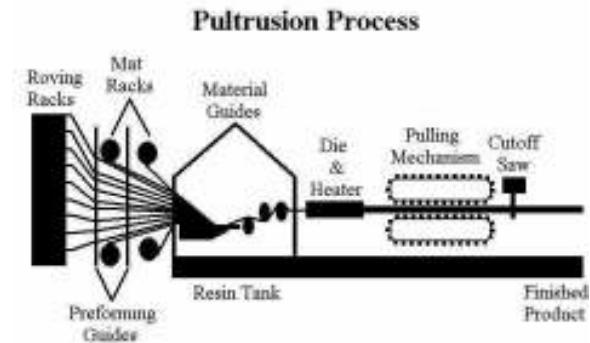 Pultrusion Process
Roving
Racks
Mat
Racks
Material
Guides
Die
&
Heater
Pulling
Mechanism
Cutoff
Saw
Resin Tank
Preforming
Guides
Finished
Product